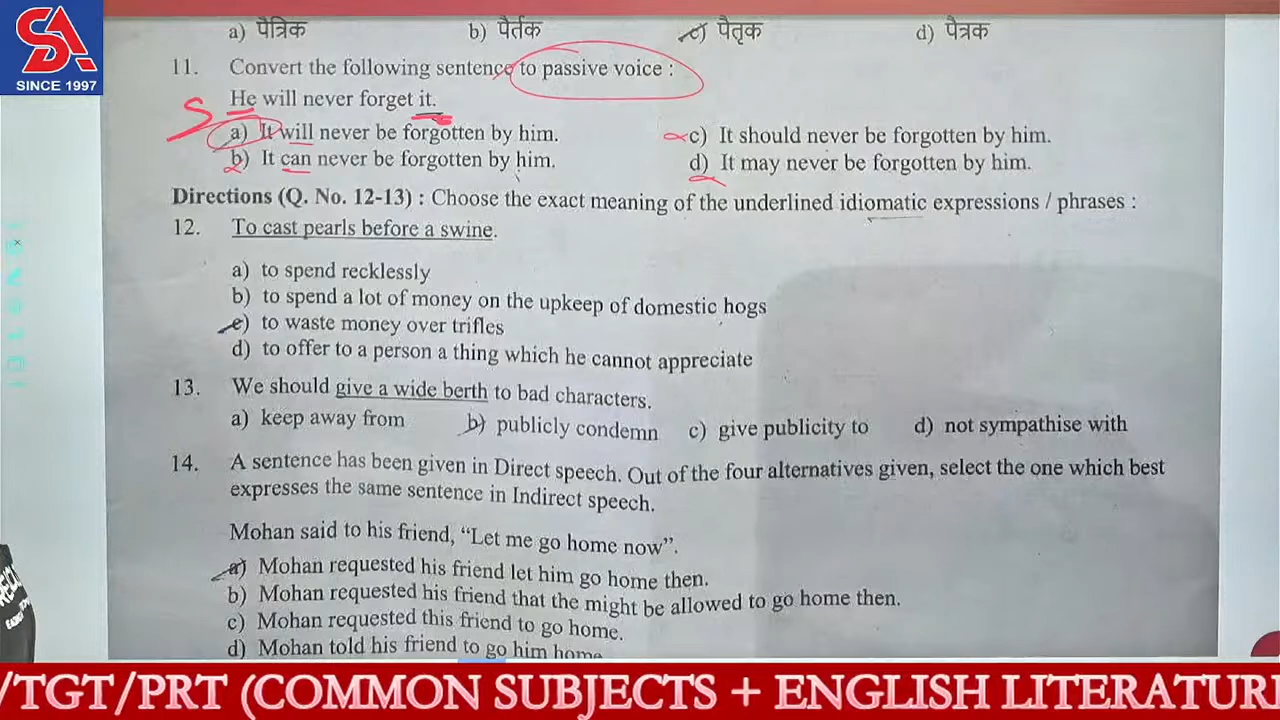 SA
SINCE 1997
a) पैत्रिक b) पैर्तक c) पैतृक d) पैत्रक
11. Convert the following sentence to passive voice :
He will never forget it.
a) It will never be forgotten by him. c) It should never be forgotten by him.
b) It can never be forgotten by him. d) It may never be forgotten by him.
Directions (Q. No. 12-13) : Choose the exact meaning of the underlined idiomatic expressions / phrases :
12. To cast pearls before a swine.
a) to spend recklessly
b) to spend a lot of money on the upkeep of domestic hogs
c) to waste money over trifles
d) to offer to a person a thing which he cannot appreciate
13. We should give a wide berth to bad characters.
a) keep away from b) publicly condemn c) give publicity to d) not sympathise with
14. A sentence has been given in Direct speech. Out of the four alternatives given, select the one which best
expresses the same sentence in Indirect speech.
Mohan said to his friend, “Let me go home now”.
a) Mohan requested his friend let him go home then.
b) Mohan requested his friend that the might be allowed to go home then.
c) Mohan requested this friend to go home.
d) Mohan told his friend to go him home
/TGT/PRT (COMMON SUBJECTS + ENGLISH LITERATUR